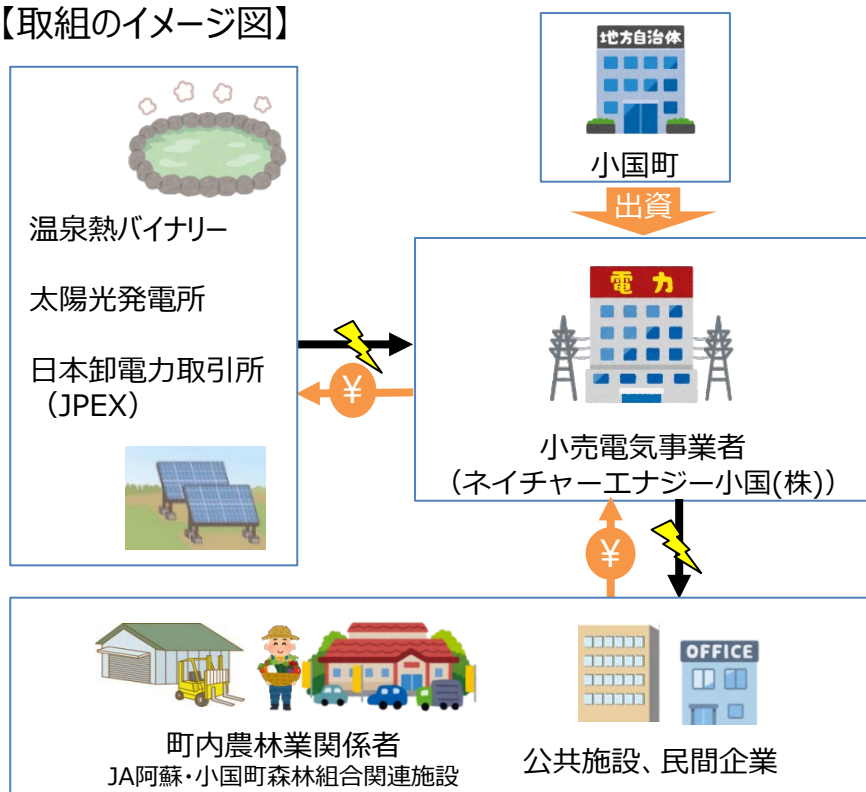 【取組のイメージ図】
地方自治体
小国町
出資
温泉熱バイナリー
太陽光発電所
日本卸電力取引所
（JPEX）
¥
電力
小売電気事業者
（ネイチャーエナジー小国(株)）
¥
OFFICE
町内農林業関係者
JA阿蘇・小国町森林組合関連施設
公共施設、民間企業